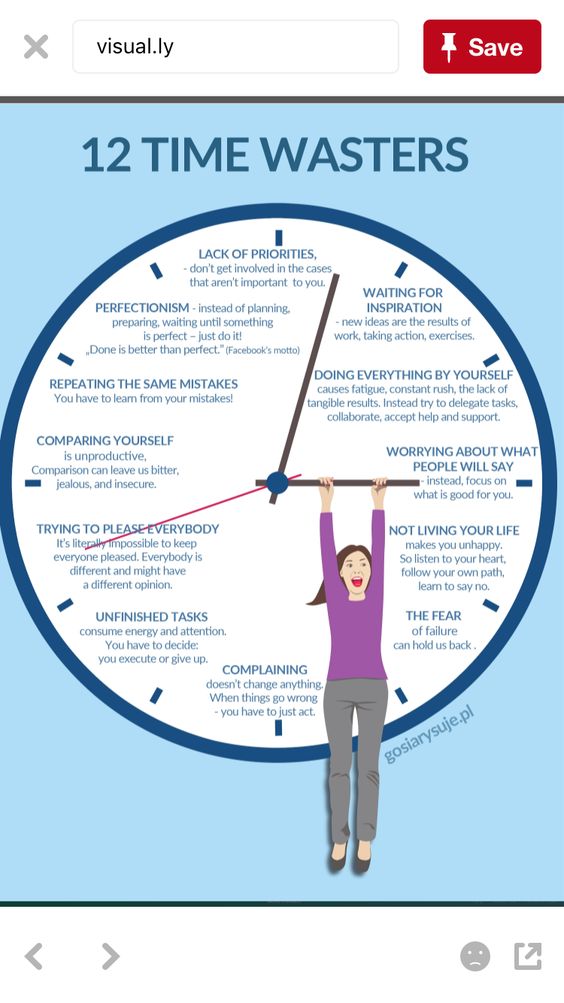 visual.ly
Save
12 TIME WASTERS
LACK OF PRIORITIES,
- don't get involved in the cases
that aren't important to you.
WAITING FOR
INSPIRATION
- new ideas are the results of
work, taking action, exercises.
DOING EVERYTHING BY YOURSELF
causes fatigue, constant rush, the lack of
tangible results. Instead try to delegate tasks,
collaborate, accept help and support.
WORRYING ABOUT WHAT
PEOPLE WILL SAY
- instead, focus on
what is good for you.
NOT LIVING YOUR LIFE
makes you unhappy.
So listen to your heart,
follow your own path,
learn to say no.
THE FEAR
of failure
can hold us back .
COMPLAINING
doesn't change anything.
When things go wrong
- you have to just act.
UNFINISHED TASKS
consume energy and attention.
You have to decide:
you execute or give up.
TRYING TO PLEASE EVERYBODY
It's literally impossible to keep
everyone pleased. Everybody is
different and might have
a different opinion.
COMPARING YOURSELF
is unproductive,
Comparison can leave us bitter,
jealous, and insecure.
REPEATING THE SAME MISTAKES
You have to learn from your mistakes!
PERFECTIONISM - instead of planning,
preparing, waiting until something
is perfect – just do it!
„Done is better than perfect." (Facebook's motto)
gosiarysuje.pl